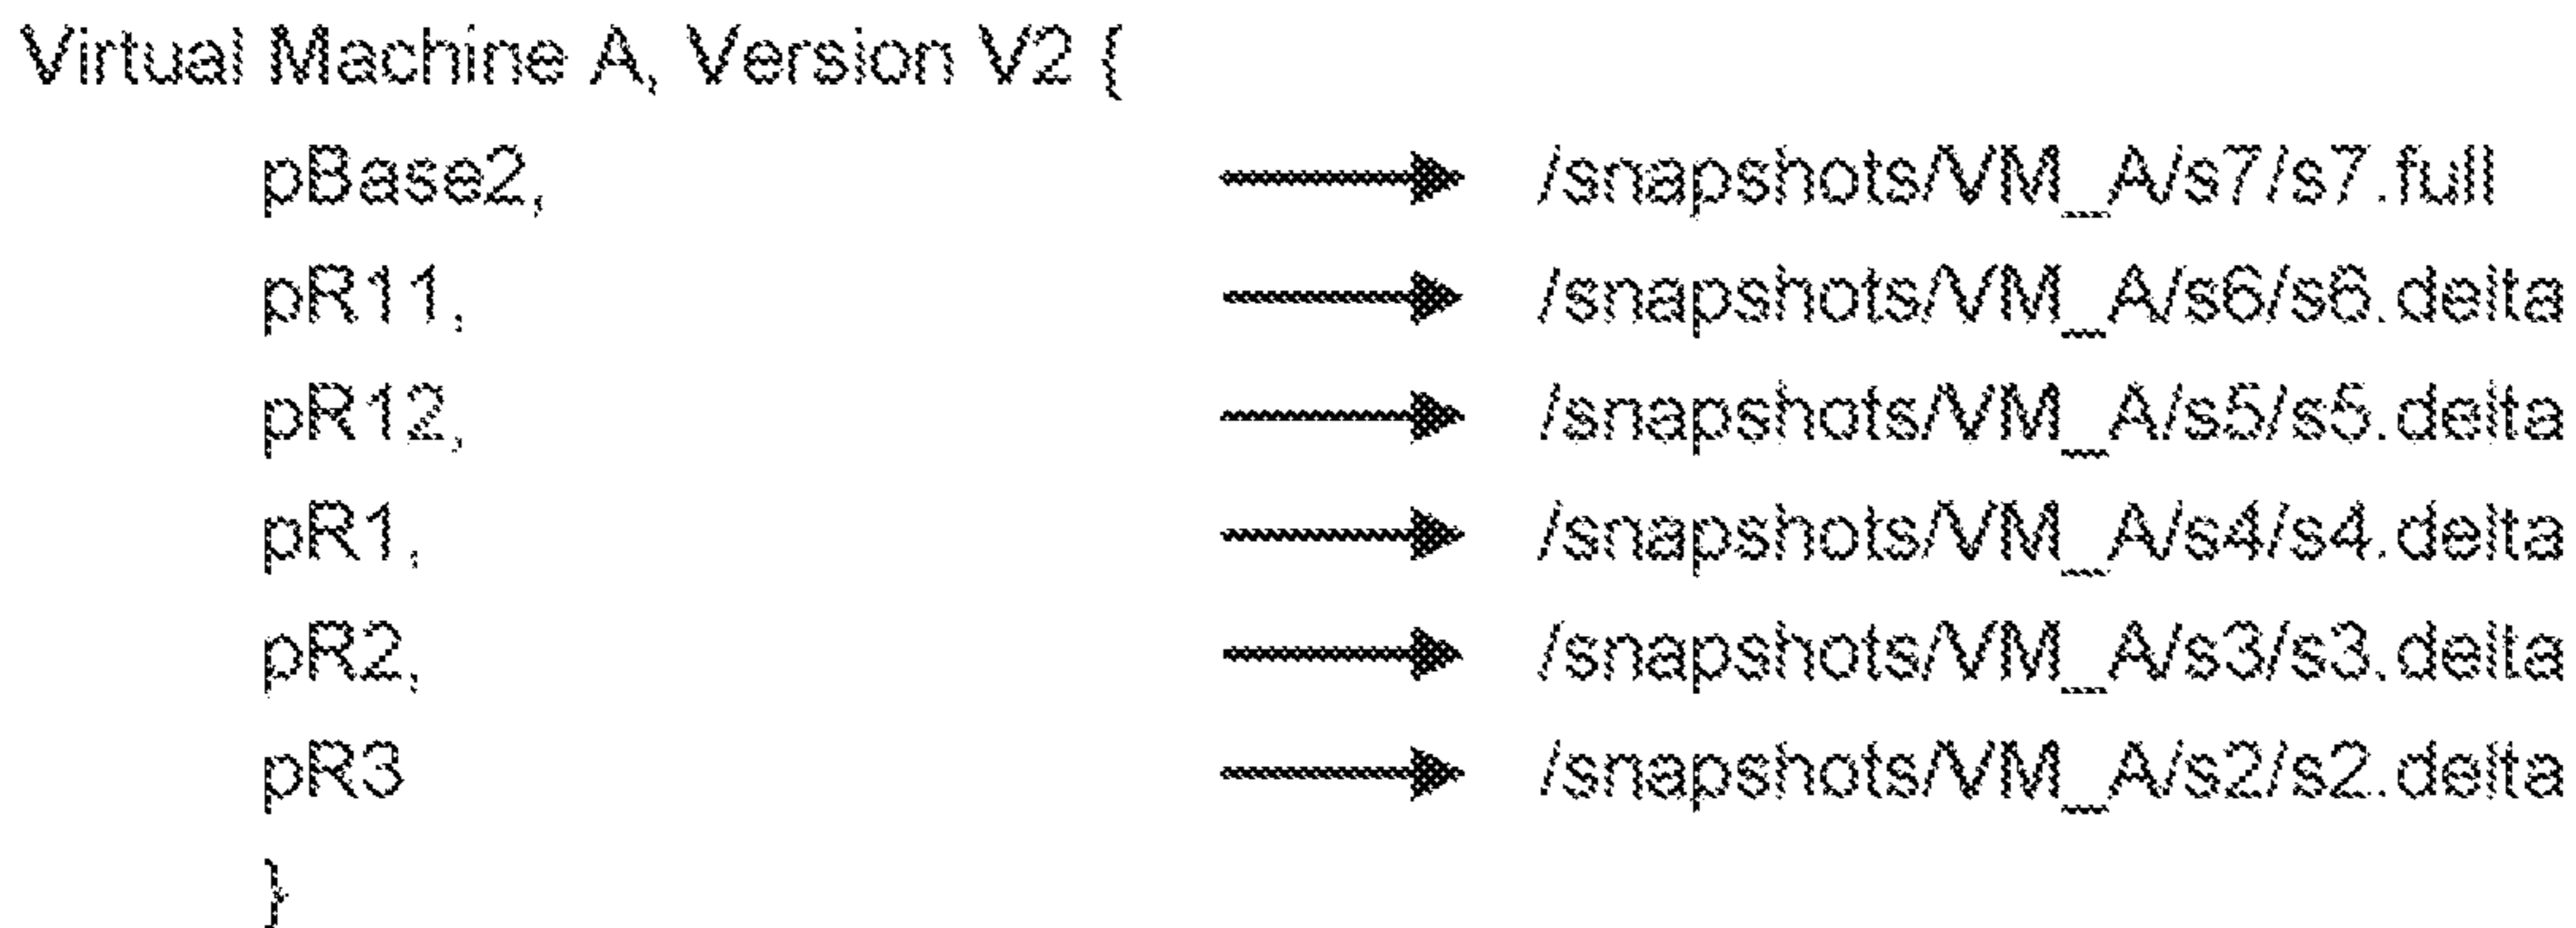 Virtual Machine A, Version V2 {
pBase2, /snapshots/VM_A/s7/s7.full
pR11, /snapshots/VM_A/s6/s6.delta
pR12, /snapshots/VM_A/s5/s5.delta
pR1, /snapshots/VM_A/s4/s4.delta
pR2, /snapshots/VM_A/s3/s3.delta
pR3 /snapshots/VM_A/s2/s2.delta
}